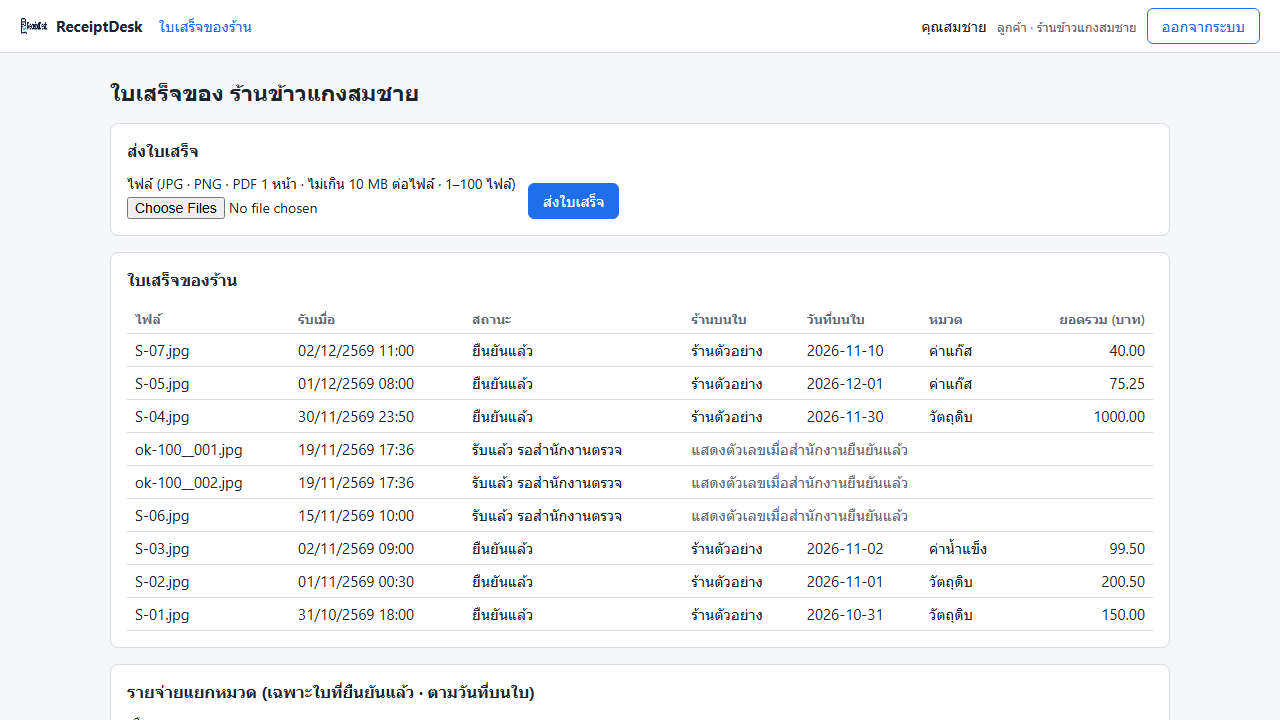 ReceiptDesk ใบเสร็จของร้าน คุณสมชาย ลูกค้า · ร้านข้าวแกงสมชาย ออกจากระบบ
ใบเสร็จของ ร้านข้าวแกงสมชาย
ส่งใบเสร็จ
ไฟล์ (JPG · PNG · PDF 1 หน้า · ไม่เกิน 10 MB ต่อไฟล์ · 1–100 ไฟล์)
Choose Files No file chosen ส่งใบเสร็จ
ใบเสร็จของร้าน
ไฟล์ รับเมื่อ สถานะ ร้านบนใบ วันที่บนใบ หมวด ยอดรวม (บาท)
S-07.jpg 02/12/2569 11:00 ยืนยันแล้ว ร้านตัวอย่าง 2026-11-10 ค่าแก๊ส 40.00
S-05.jpg 01/12/2569 08:00 ยืนยันแล้ว ร้านตัวอย่าง 2026-12-01 ค่าแก๊ส 75.25
S-04.jpg 30/11/2569 23:50 ยืนยันแล้ว ร้านตัวอย่าง 2026-11-30 วัตถุดิบ 1000.00
ok-100__001.jpg 19/11/2569 17:36 รับแล้ว รอสำนักงานตรวจ แสดงตัวเลขเมื่อสำนักงานยืนยันแล้ว
ok-100__002.jpg 19/11/2569 17:36 รับแล้ว รอสำนักงานตรวจ แสดงตัวเลขเมื่อสำนักงานยืนยันแล้ว
S-06.jpg 15/11/2569 10:00 รับแล้ว รอสำนักงานตรวจ แสดงตัวเลขเมื่อสำนักงานยืนยันแล้ว
S-03.jpg 02/11/2569 09:00 ยืนยันแล้ว ร้านตัวอย่าง 2026-11-02 ค่าน้ำแข็ง 99.50
S-02.jpg 01/11/2569 00:30 ยืนยันแล้ว ร้านตัวอย่าง 2026-11-01 วัตถุดิบ 200.50
S-01.jpg 31/10/2569 18:00 ยืนยันแล้ว ร้านตัวอย่าง 2026-10-31 วัตถุดิบ 150.00
รายจ่ายแยกหมวด (เฉพาะใบที่ยืนยันแล้ว · ตามวันที่บนใบ)